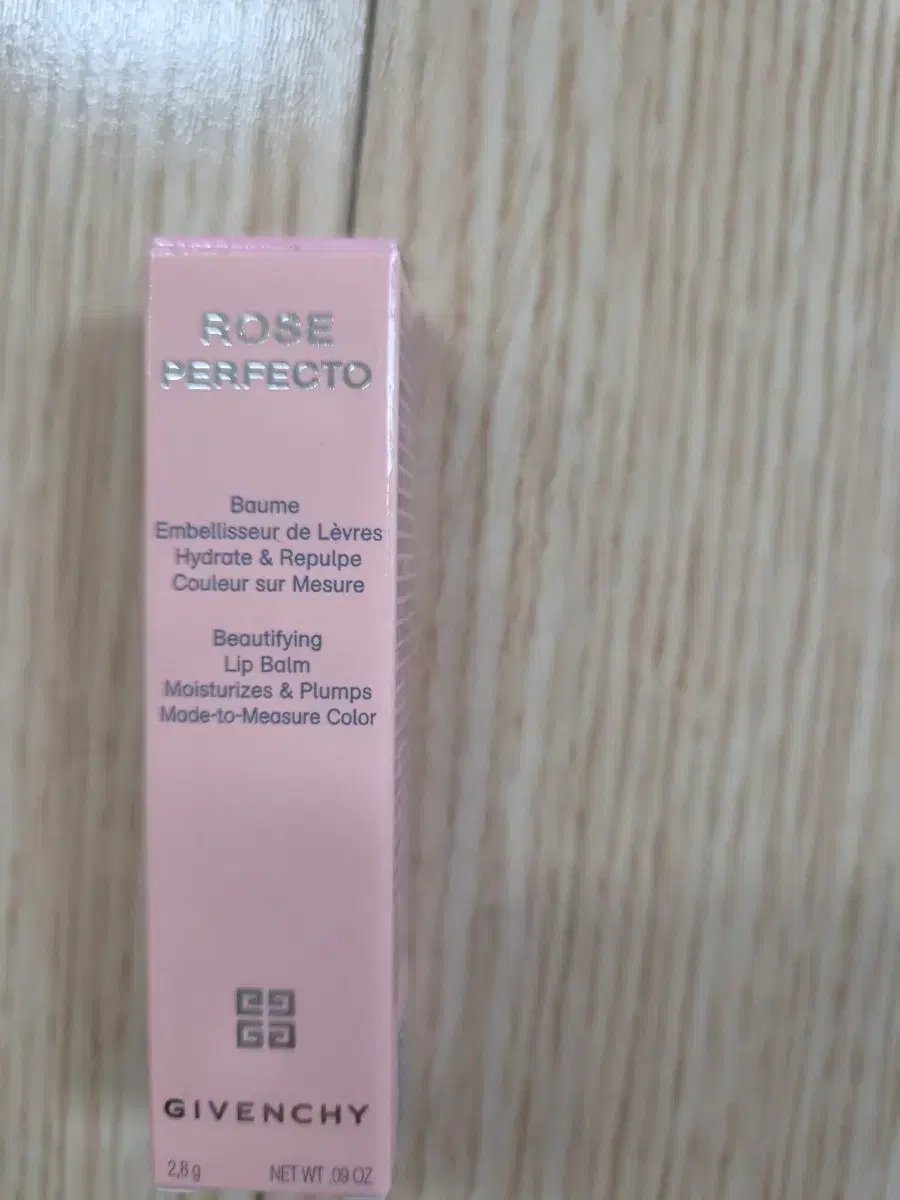 ROSE
PERFECTO
Baume
Embellisseur de Lèvres
Hydrate & Repulpe
Couleur sur Mesure
Beautifying
Lip Balm
Moisturizes & Plumps
Made-to-Measure Color
GIVENCHY
2,8 g NET WT .09 OZ